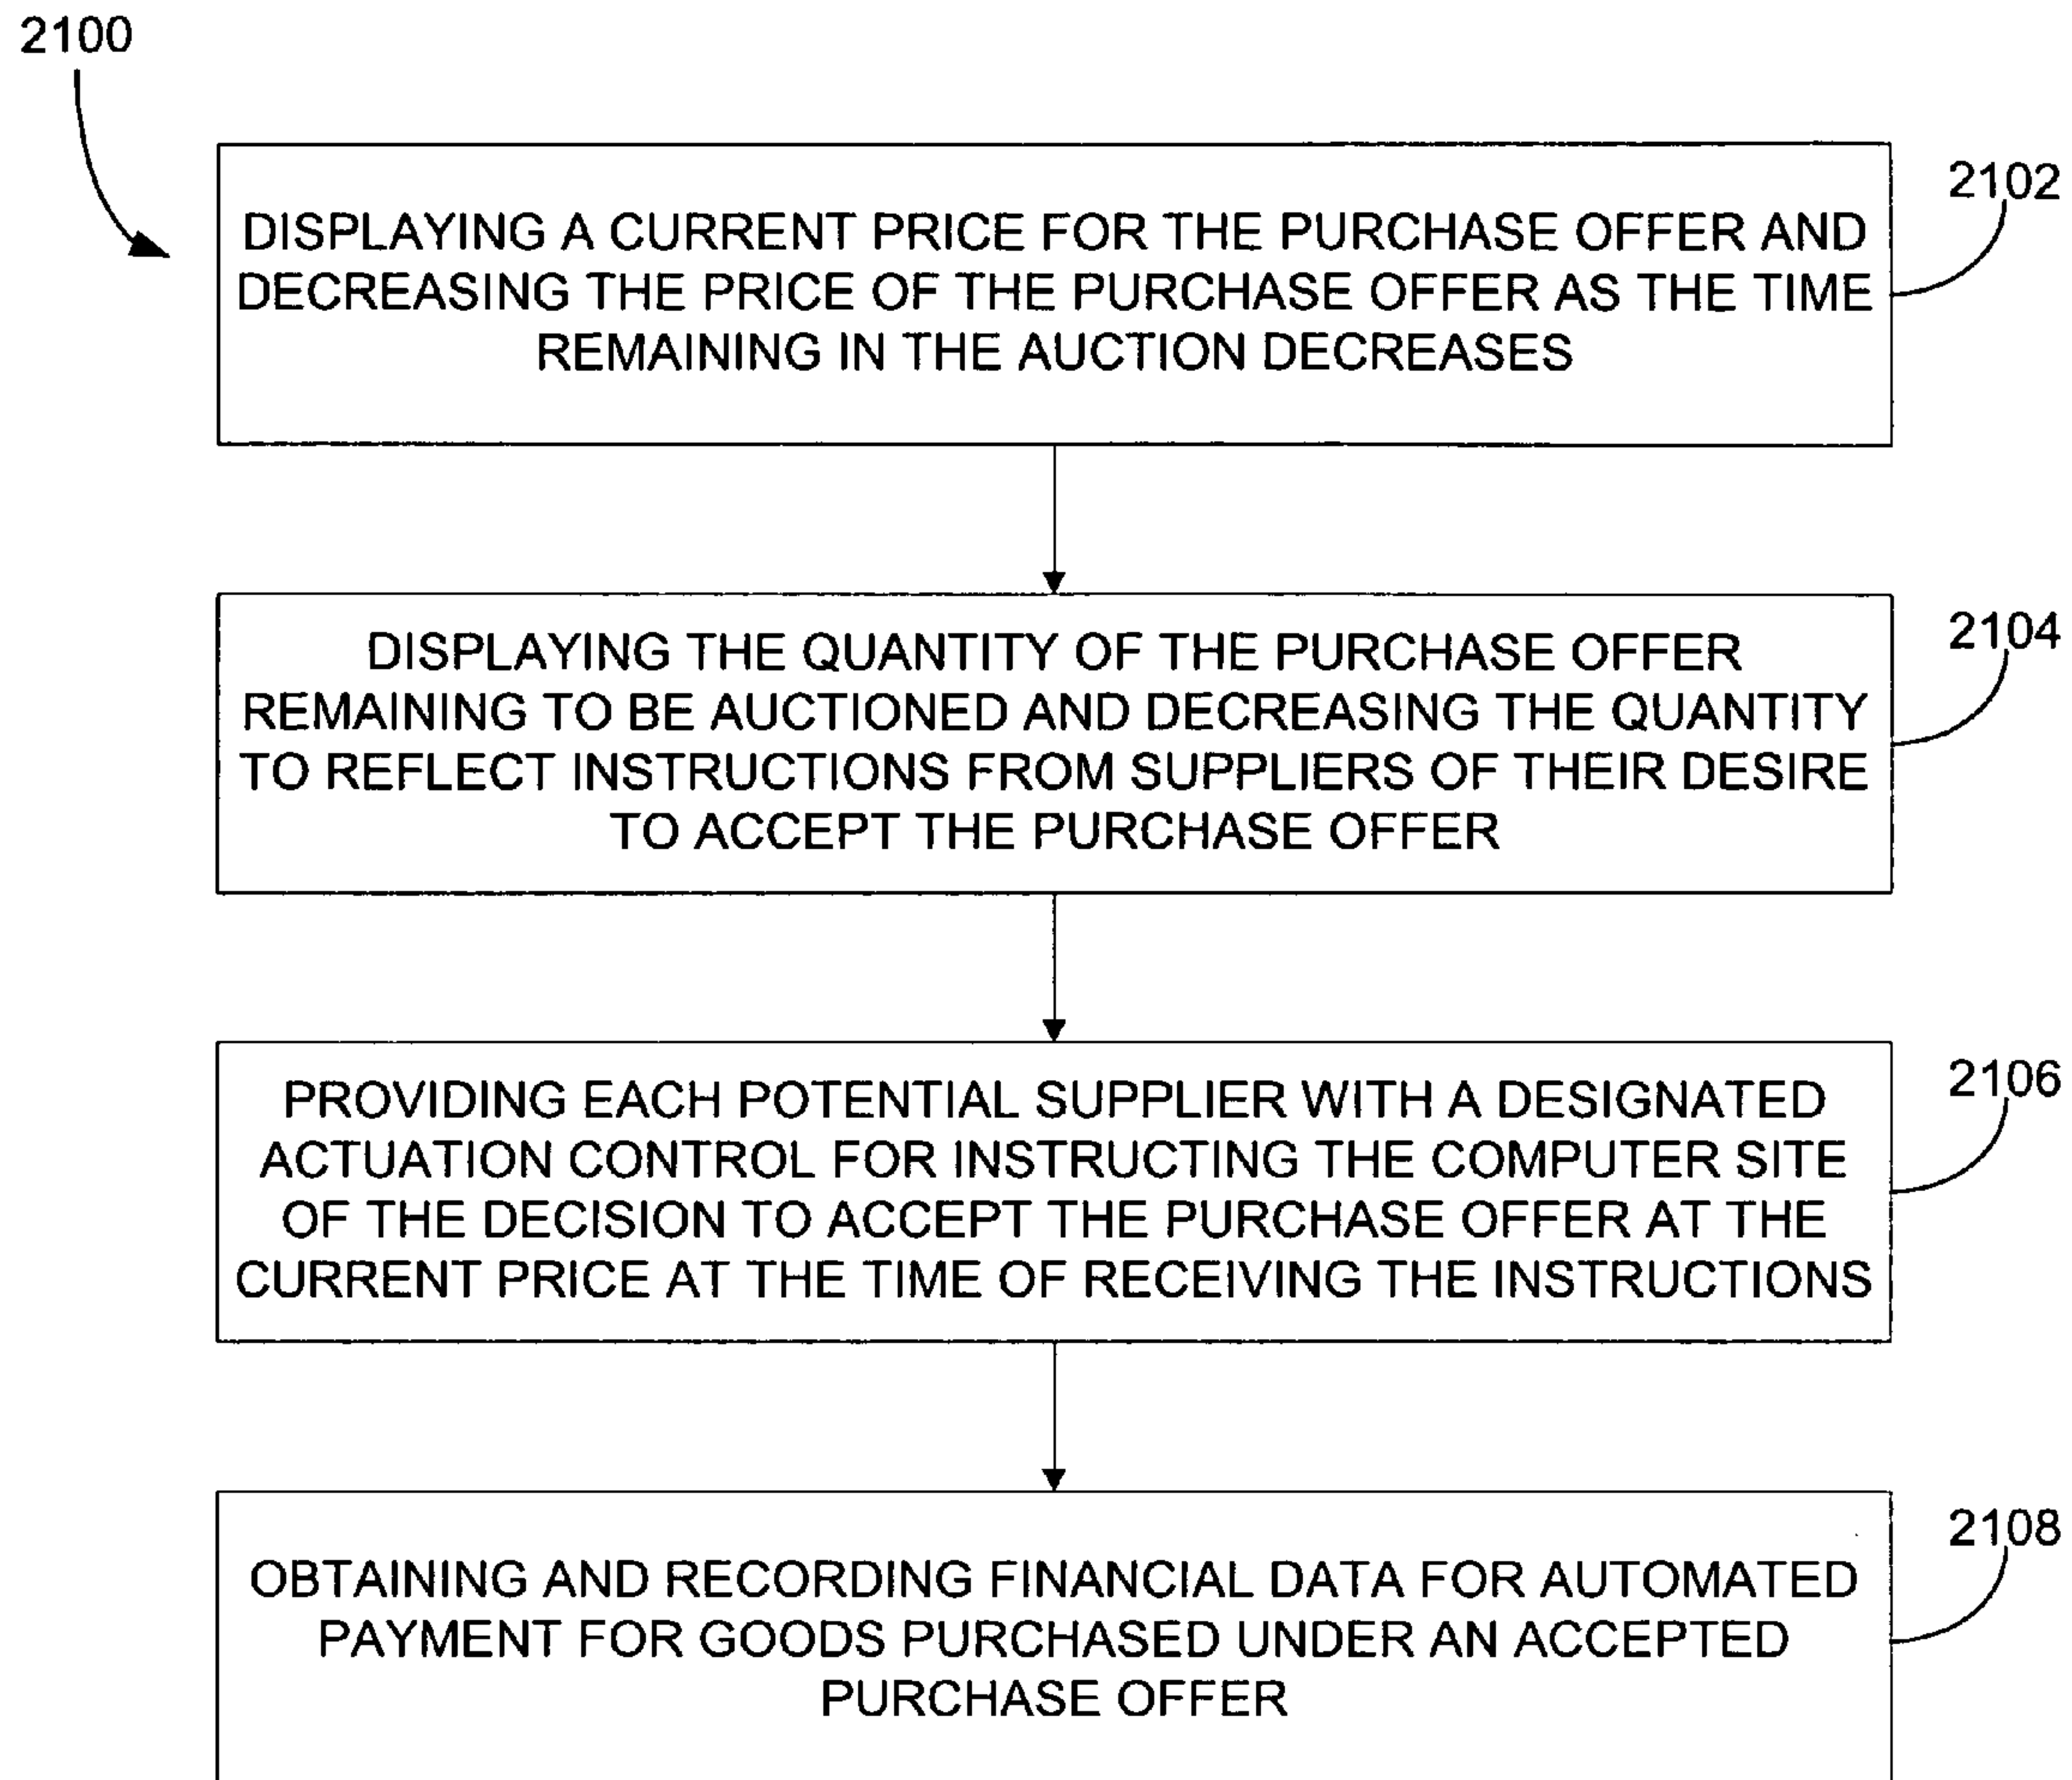 2100
2102
DISPLAYING A CURRENT PRICE FOR THE PURCHASE OFFER AND
DECREASING THE PRICE OF THE PURCHASE OFFER AS THE TIME
REMAINING IN THE AUCTION DECREASES
2104
DISPLAYING THE QUANTITY OF THE PURCHASE OFFER
REMAINING TO BE AUCTIONED AND DECREASING THE QUANTITY
TO REFLECT INSTRUCTIONS FROM SUPPLIERS OF THEIR DESIRE
TO ACCEPT THE PURCHASE OFFER
2106
PROVIDING EACH POTENTIAL SUPPLIER WITH A DESIGNATED
ACTUATION CONTROL FOR INSTRUCTING THE COMPUTER SITE
OF THE DECISION TO ACCEPT THE PURCHASE OFFER AT THE
CURRENT PRICE AT THE TIME OF RECEIVING THE INSTRUCTIONS
2108
OBTAINING AND RECORDING FINANCIAL DATA FOR AUTOMATED
PAYMENT FOR GOODS PURCHASED UNDER AN ACCEPTED
PURCHASE OFFER